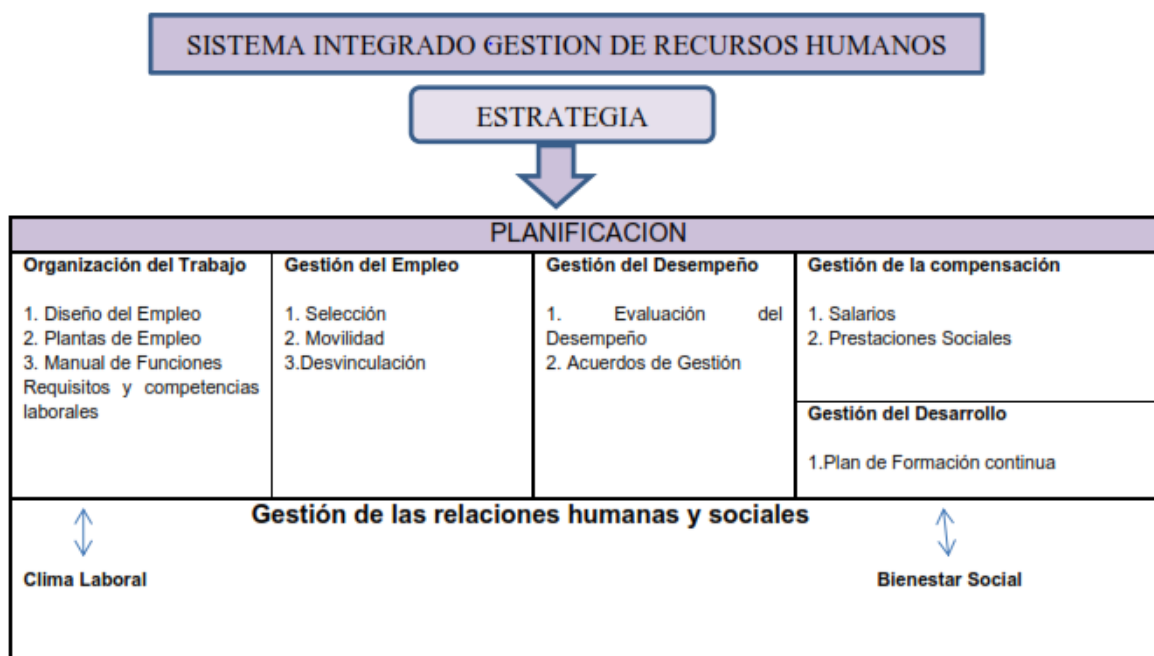 SISTEMA INTEGRADO GESTION DE RECURSOS HUMANOS
ESTRATEGIA
PLANIFICACION
Organización del Trabajo
1. Diseño del Empleo
2. Plantas de Empleo
3. Manual de Funciones
Requisitos y competencias
laborales
Gestión del Empleo
1. Selección
2. Movilidad
3.Desvinculación
Gestión del Desempeño
1. Evaluación del
Desempeño
2. Acuerdos de Gestión
Gestión de la compensación
1. Salarios
2. Prestaciones Sociales
Gestión del Desarrollo
1.Plan de Formación continua
Gestión de las relaciones humanas y sociales
Clima Laboral
Bienestar Social